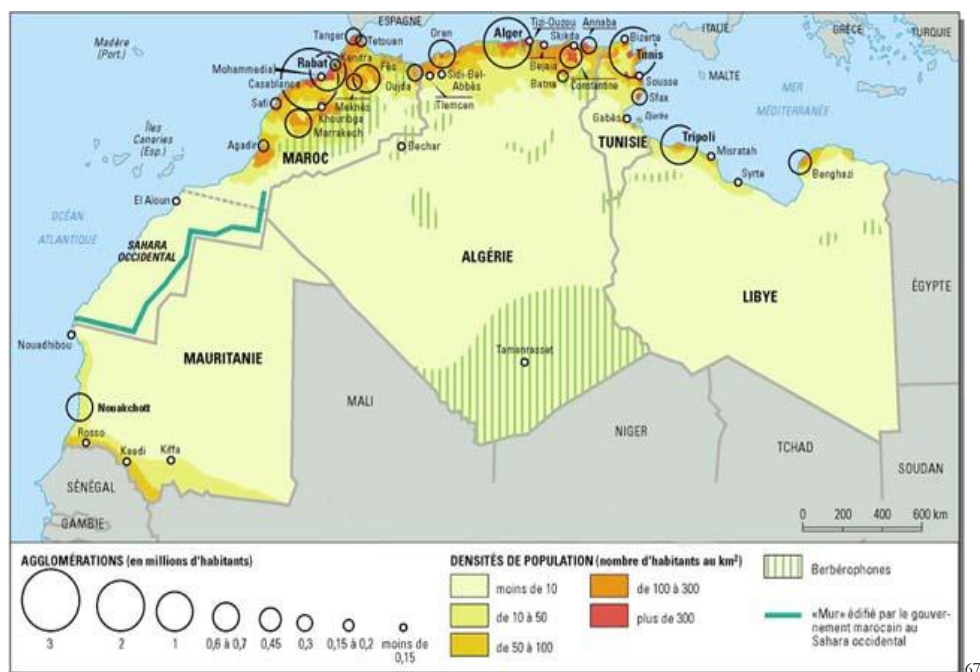 ESPAGNE
ITALIE
GRÈCE
TURQUIE
Madère
(Port.)
Tanger
Tetouan
Oran
Alger
Tizi-Ouzou
Annaba
Skikda
Bizerte
Tunis
Rabat
Kenitra
Mohammedia
Casablanca
Fès
Oujda
Sidi-Bel-
Abbès
Bejaia
Batna
Constantine
Sousse
MALTE
MER
MÉDITERRANÉE
Safi
Meknès
Khouribga
Marrakech
Tlemcen
Sfax
Gabès
Djerba
Îles
Canaries
(Esp.)
Agadir
MAROC
Bechar
TUNISIE
Tripoli
Misratah
Syrte
Benghazi
El Aïoun
OCÉAN
ATLANTIQUE
SAHARA
OCCIDENTAL
ALGÉRIE
LIBYE
ÉGYPTE
Nouadhibou
MAURITANIE
Tamanrasset
Nouakchott
MALI
Rosso
Kaedi
Kiffa
NIGER
TCHAD
SOUDAN
SÉNÉGAL
GAMBIE
0 200 400 600 km
AGGLOMÉRATIONS (en millions d'habitants)
3 2 1 0,6 à 0,7 0,45 0,3 0,15 à 0,2 moins de
0,15
DENSITÉS DE POPULATION (nombre d'habitants au km²)
moins de 10
de 10 à 50
de 50 à 100
de 100 à 300
plus de 300
Berbérophones
«Mur» édifié par le gouver-
nement marocain au
Sahara occidental
67